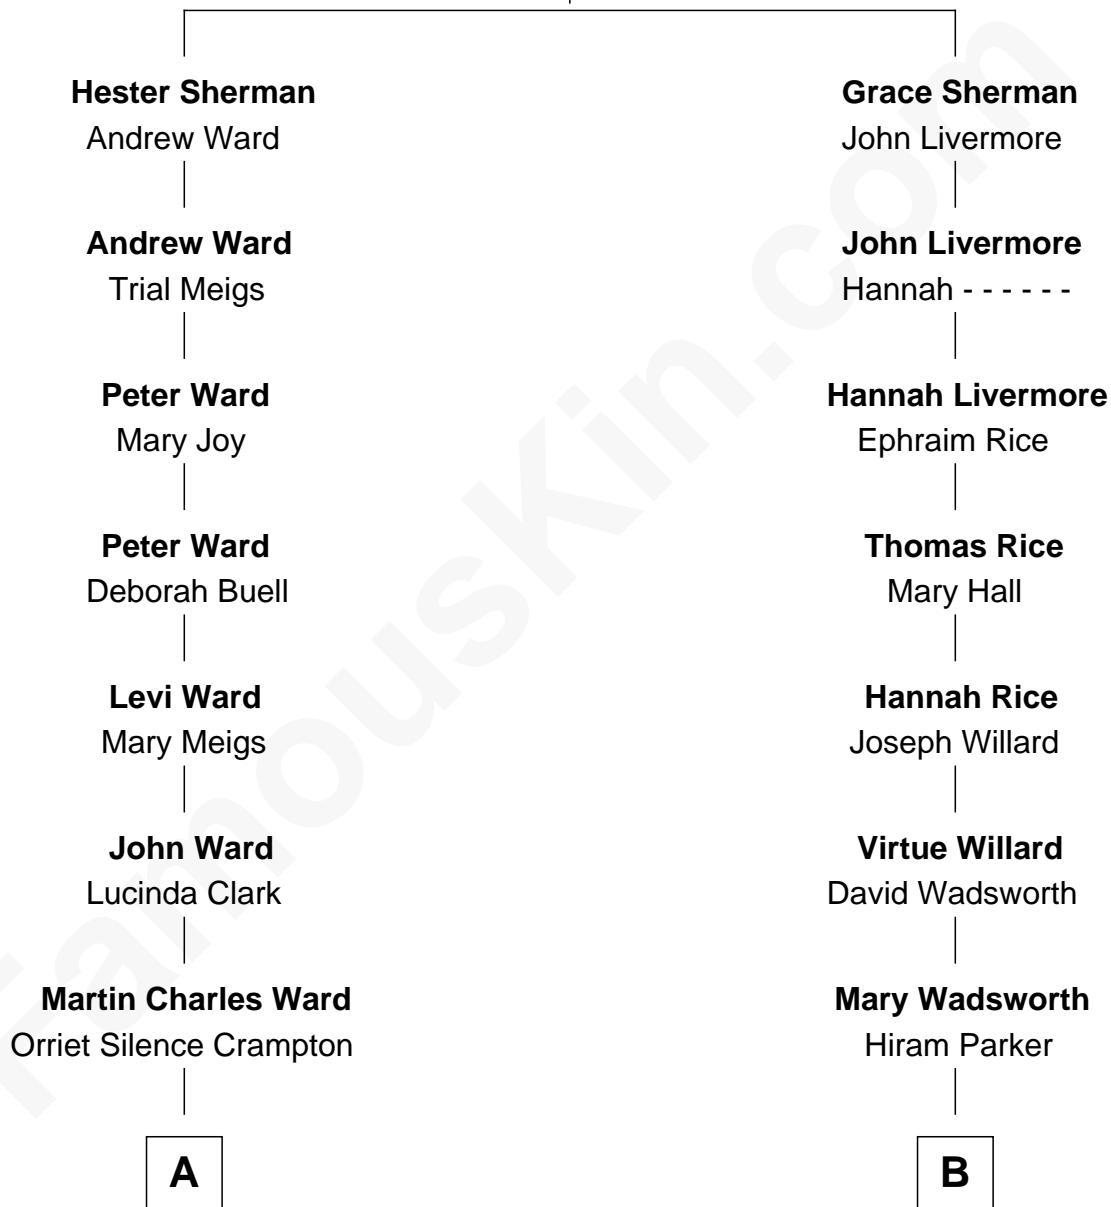 Hester Sherman
Andrew Ward
Andrew Ward
Trial Meigs
Peter Ward
Mary Joy
Peter Ward
Deborah Buell
Levi Ward
Mary Meigs
John Ward
Lucinda Clark
Martin Charles Ward
Orriet Silence Crampton
A
Grace Sherman
John Livermore
John Livermore
Hannah - - - - - -
Hannah Livermore
Ephraim Rice
Thomas Rice
Mary Hall
Hannah Rice
Joseph Willard
Virtue Willard
David Wadsworth
Mary Wadsworth
Hiram Parker
B
FamousKin.com